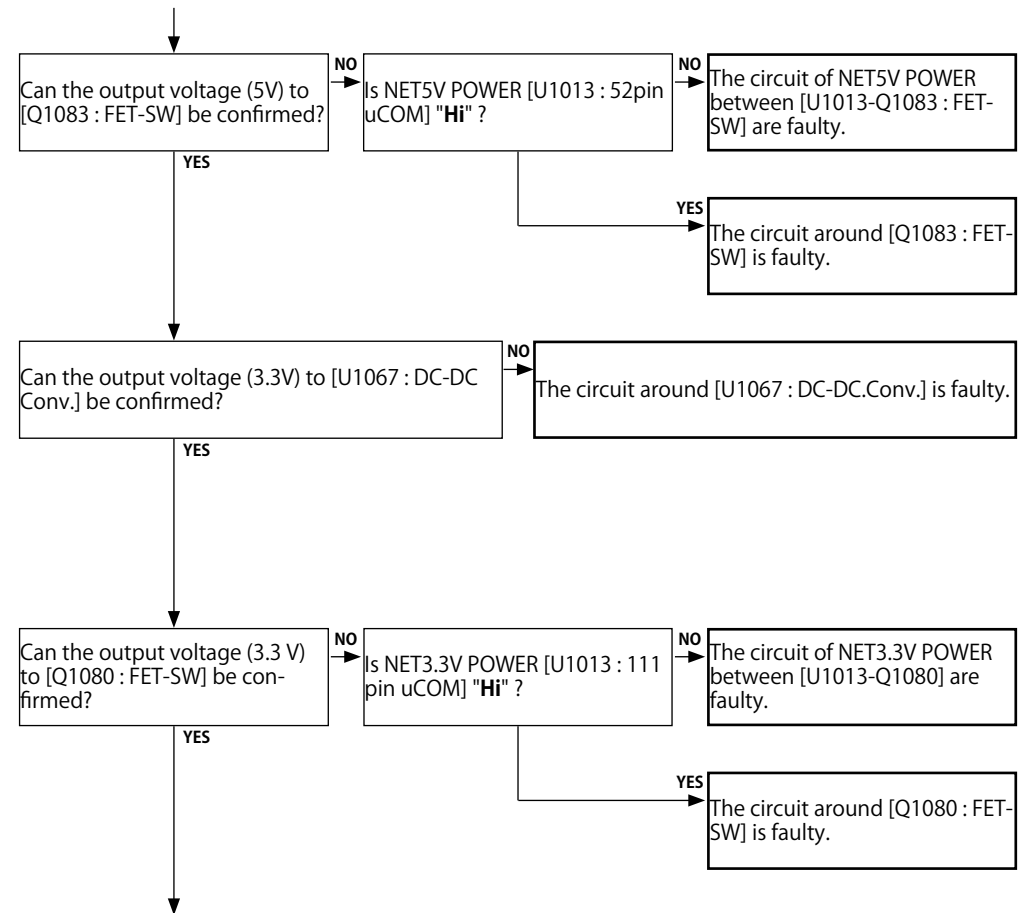 Can the output voltage (5V) to
[Q1083 : FET-SW] be confirmed?
NO
Is NET5V POWER [U1013 : 52pin
uCOM] "Hi" ?
NO
The circuit of NET5V POWER
between [U1013-Q1083 : FET-
SW] are faulty.
YES
YES
The circuit around [Q1083 : FET-
SW] is faulty.
Can the output voltage (3.3V) to [U1067 : DC-DC
Conv.] be confirmed?
NO
The circuit around [U1067 : DC-DC.Conv.] is faulty.
YES
Can the output voltage (3.3 V)
to [Q1080 : FET-SW] be con-
firmed?
NO
Is NET3.3V POWER [U1013 : 111
pin uCOM] "Hi" ?
NO
The circuit of NET3.3V POWER
between [U1013-Q1080] are
faulty.
YES
YES
The circuit around [Q1080 : FET-
SW] is faulty.